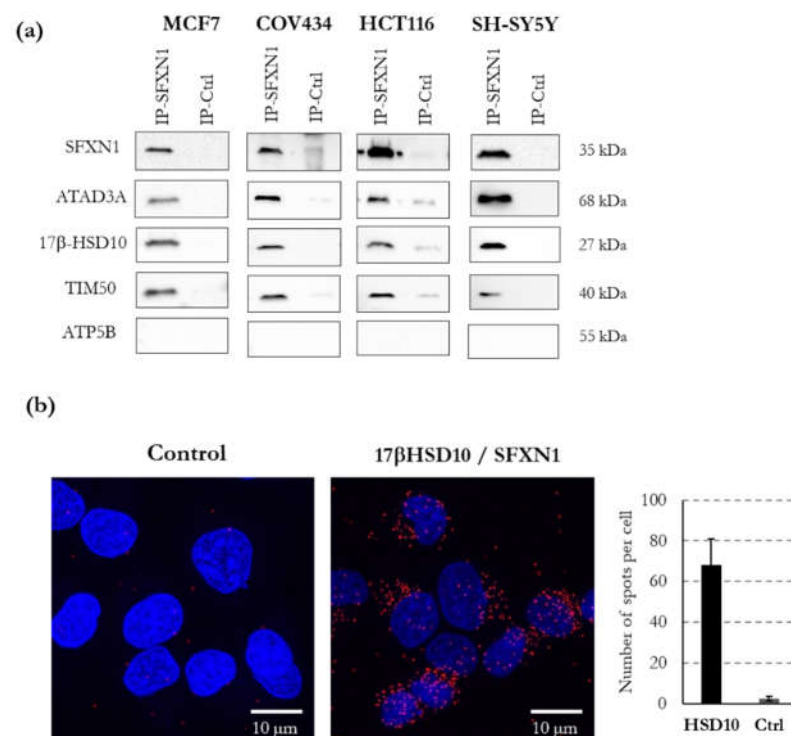 (a)
MCF7 COV434 HCT116 SH-SY5Y
IP-SFXN1 IP-Ctrl IP-SFXN1 IP-Ctrl IP-SFXN1 IP-Ctrl IP-SFXN1 IP-Ctrl
SFXN1 35 kDa
ATAD3A 68 kDa
17β-HSD10 27 kDa
TIM50 40 kDa
ATP5B 55 kDa
(b)
Control 17βHSD10 / SFXN1
10 μm 10 μm
Number of spots per cell
100
80
60
40
20
0
HSD10 Ctrl